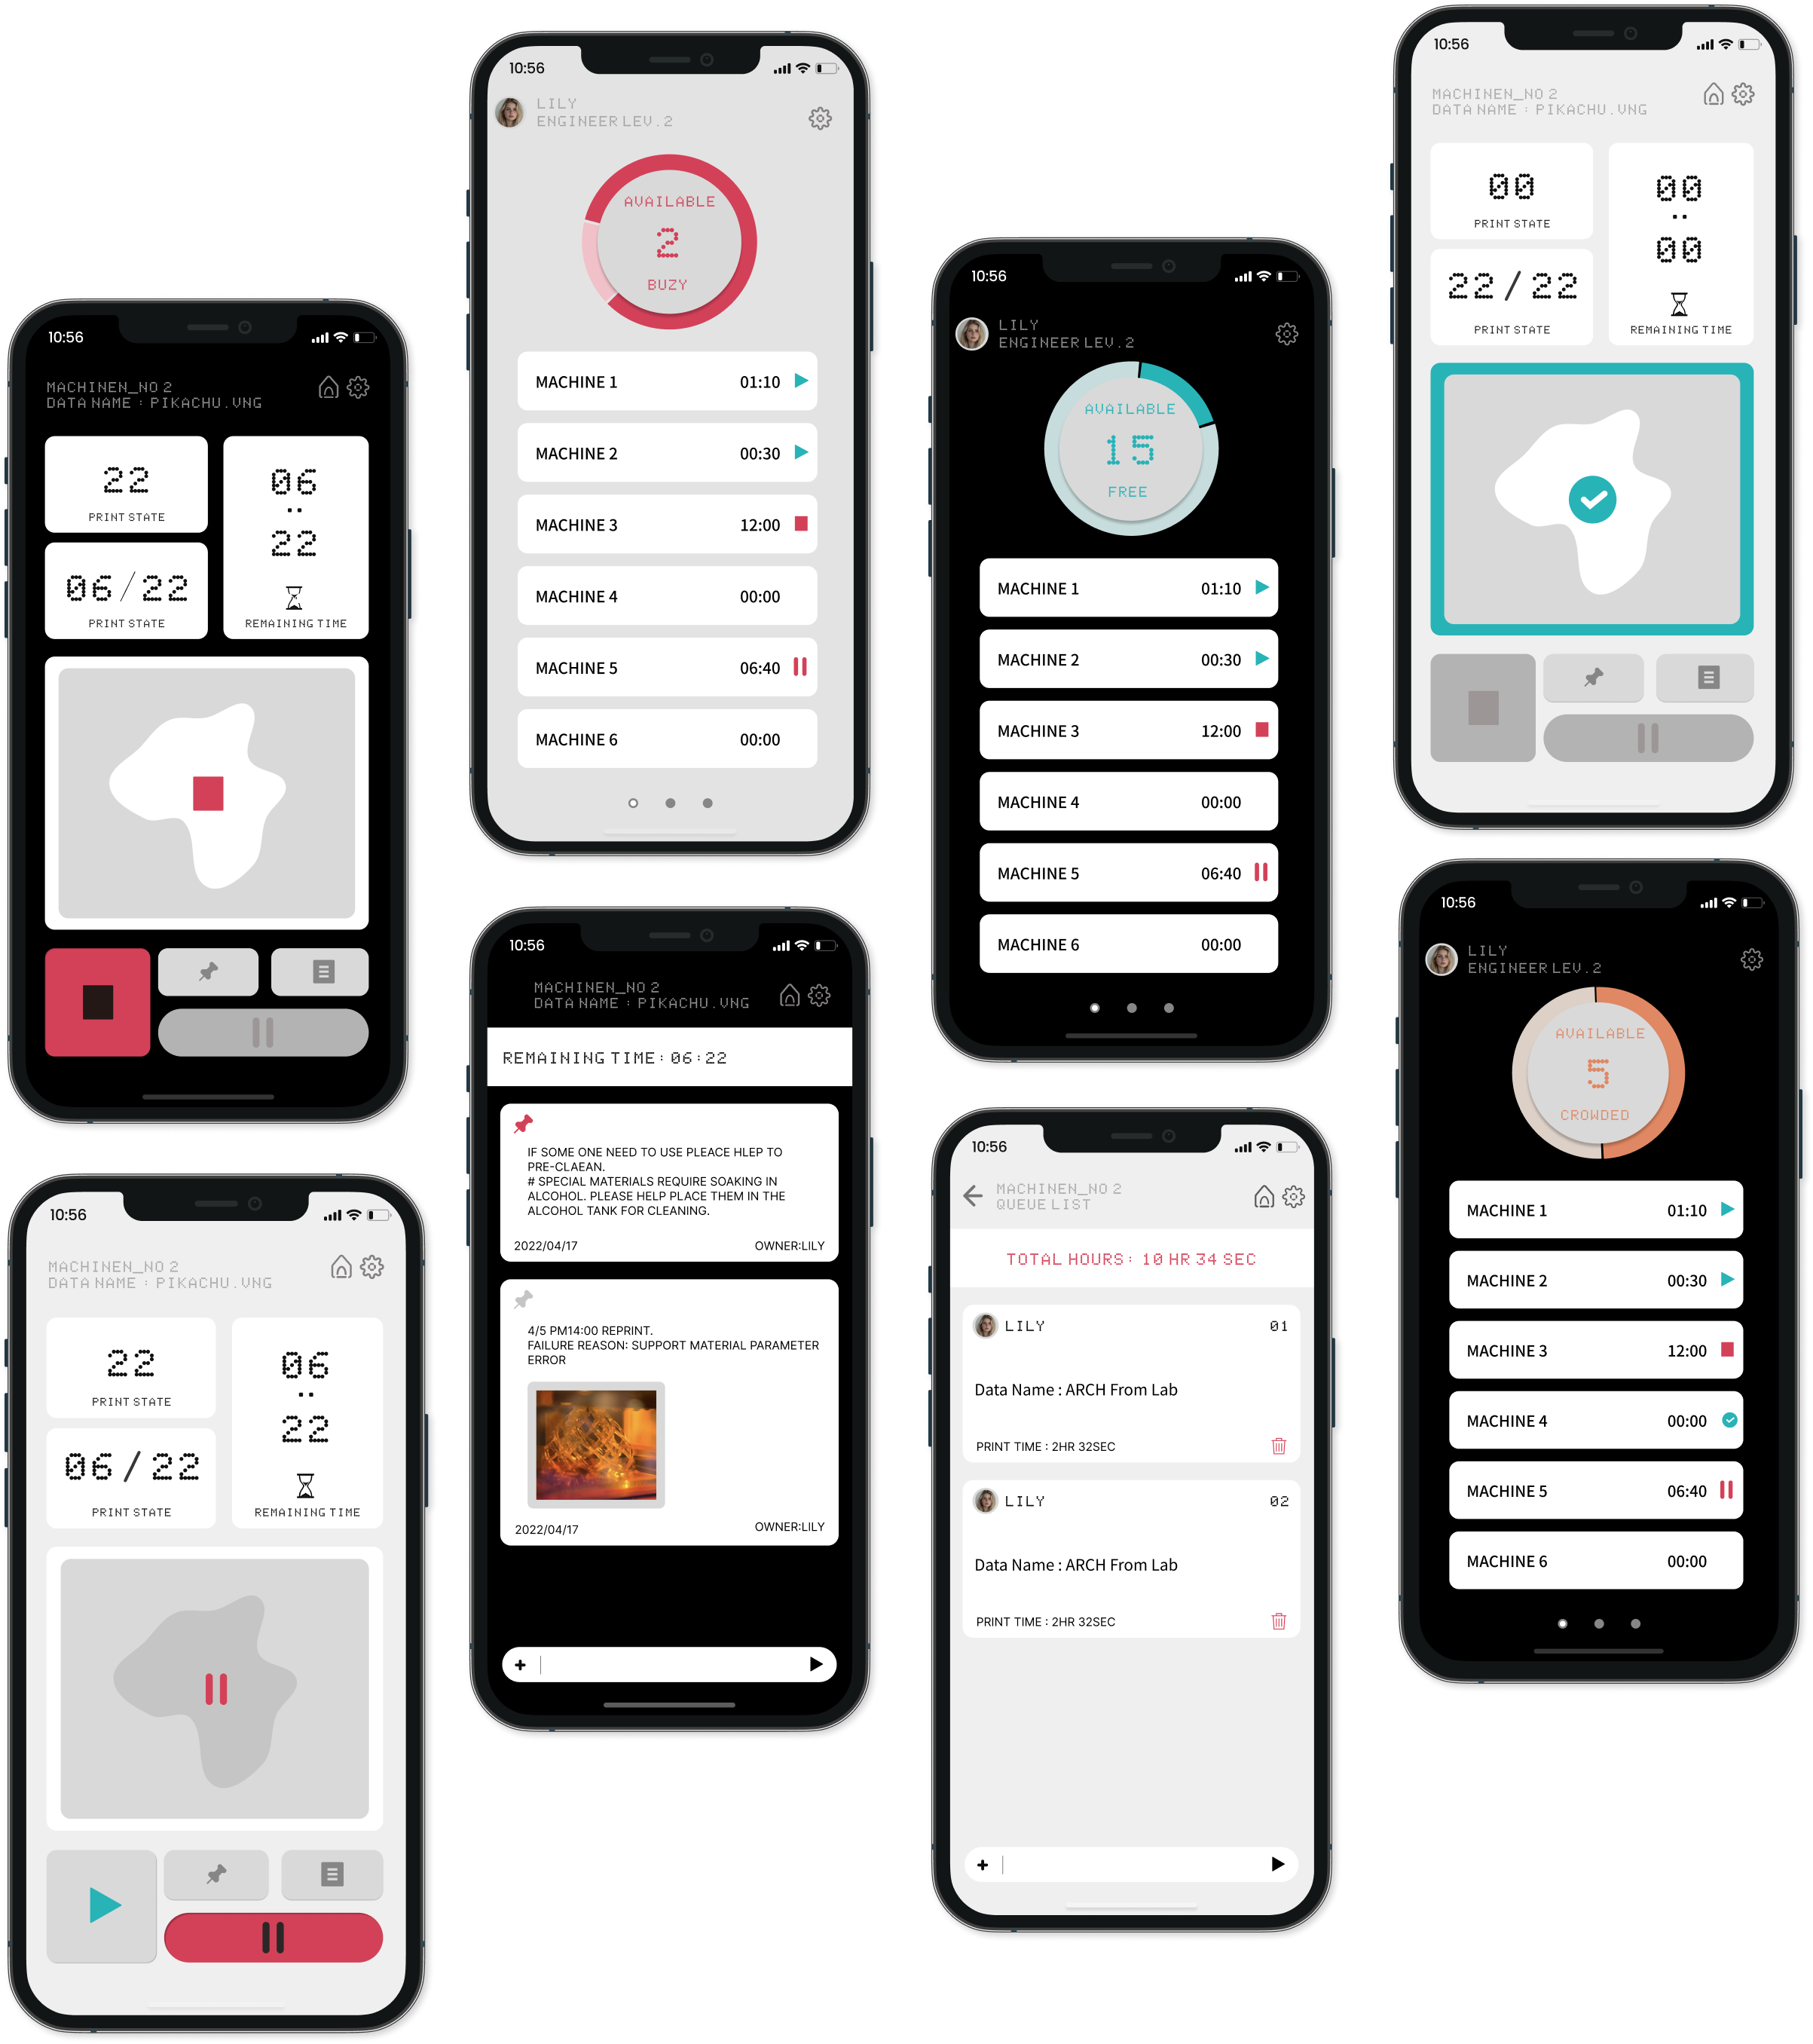 10:56
MACHINEN_NO 2
DATA NAME : PIKACHU.VNG
22
PRINT STATE
06/22
PRINT STATE
06
:
22
REMAINING TIME
10:56
MACHINEN_NO 2
DATA NAME : PIKACHU.VNG
22
PRINT STATE
06/22
PRINT STATE
06
:
22
REMAINING TIME
10:56
LILY
ENGINEER LEV.2
AVAILABLE
2
BUZY
MACHINE 1 01:10
MACHINE 2 00:30
MACHINE 3 12:00
MACHINE 4 00:00
MACHINE 5 06:40
MACHINE 6 00:00
10:56
MACHINEN_NO 2
DATA NAME : PIKACHU.VNG
REMAINING TIME: 06:22
IF SOME ONE NEED TO USE PLEACE HLEP TO
PRE-CLAEAN.
# SPECIAL MATERIALS REQUIRE SOAKING IN
ALCOHOL. PLEASE HELP PLACE THEM IN THE
ALCOHOL TANK FOR CLEANING.
2022/04/17 OWNER:LILY
4/5 PM14:00 REPRINT.
FAILURE REASON: SUPPORT MATERIAL PARAMETER
ERROR
2022/04/17 OWNER:LILY
10:56
LILY
ENGINEER LEV.2
AVAILABLE
15
FREE
MACHINE 1 01:10
MACHINE 2 00:30
MACHINE 3 12:00
MACHINE 4 00:00
MACHINE 5 06:40
MACHINE 6 00:00
10:56
MACHINEN_NO 2
QUEUE LIST
TOTAL HOURS: 10 HR 34 SEC
LILY 01
Data Name : ARCH From Lab
PRINT TIME : 2HR 32SEC
LILY 02
Data Name : ARCH From Lab
PRINT TIME : 2HR 32SEC
10:56
MACHINEN_NO 2
DATA NAME : PIKACHU.VNG
00
PRINT STATE
22/22
PRINT STATE
00
:
00
REMAINING TIME
10:56
LILY
ENGINEER LEV.2
AVAILABLE
5
CROWDED
MACHINE 1 01:10
MACHINE 2 00:30
MACHINE 3 12:00
MACHINE 4 00:00
MACHINE 5 06:40
MACHINE 6 00:00